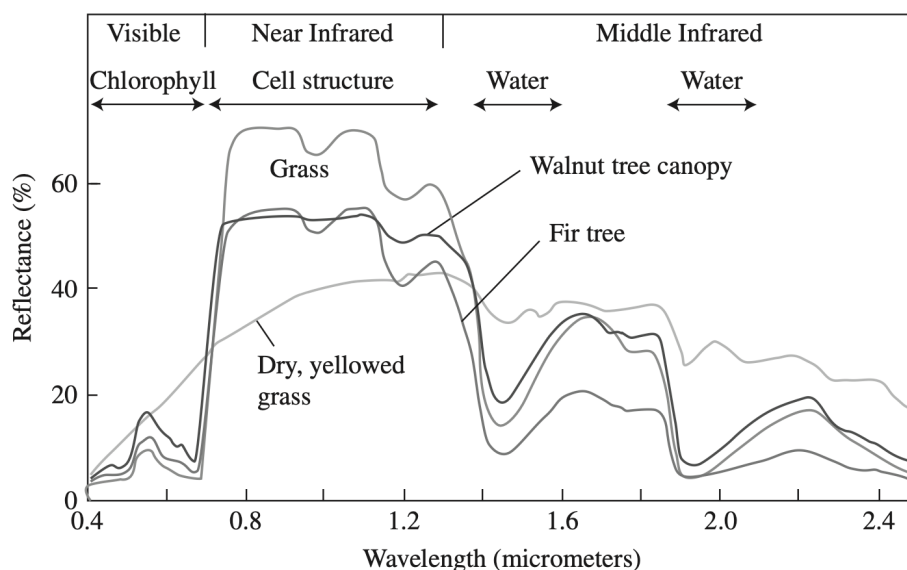 Visible Near Infrared Middle Infrared
Chlorophyll Cell structure Water Water
Grass
Walnut tree canopy
Fir tree
Dry, yellowed
grass
Reflectance (%)
60
40
20
0
0.4 0.8 1.2 1.6 2.0 2.4
Wavelength (micrometers)